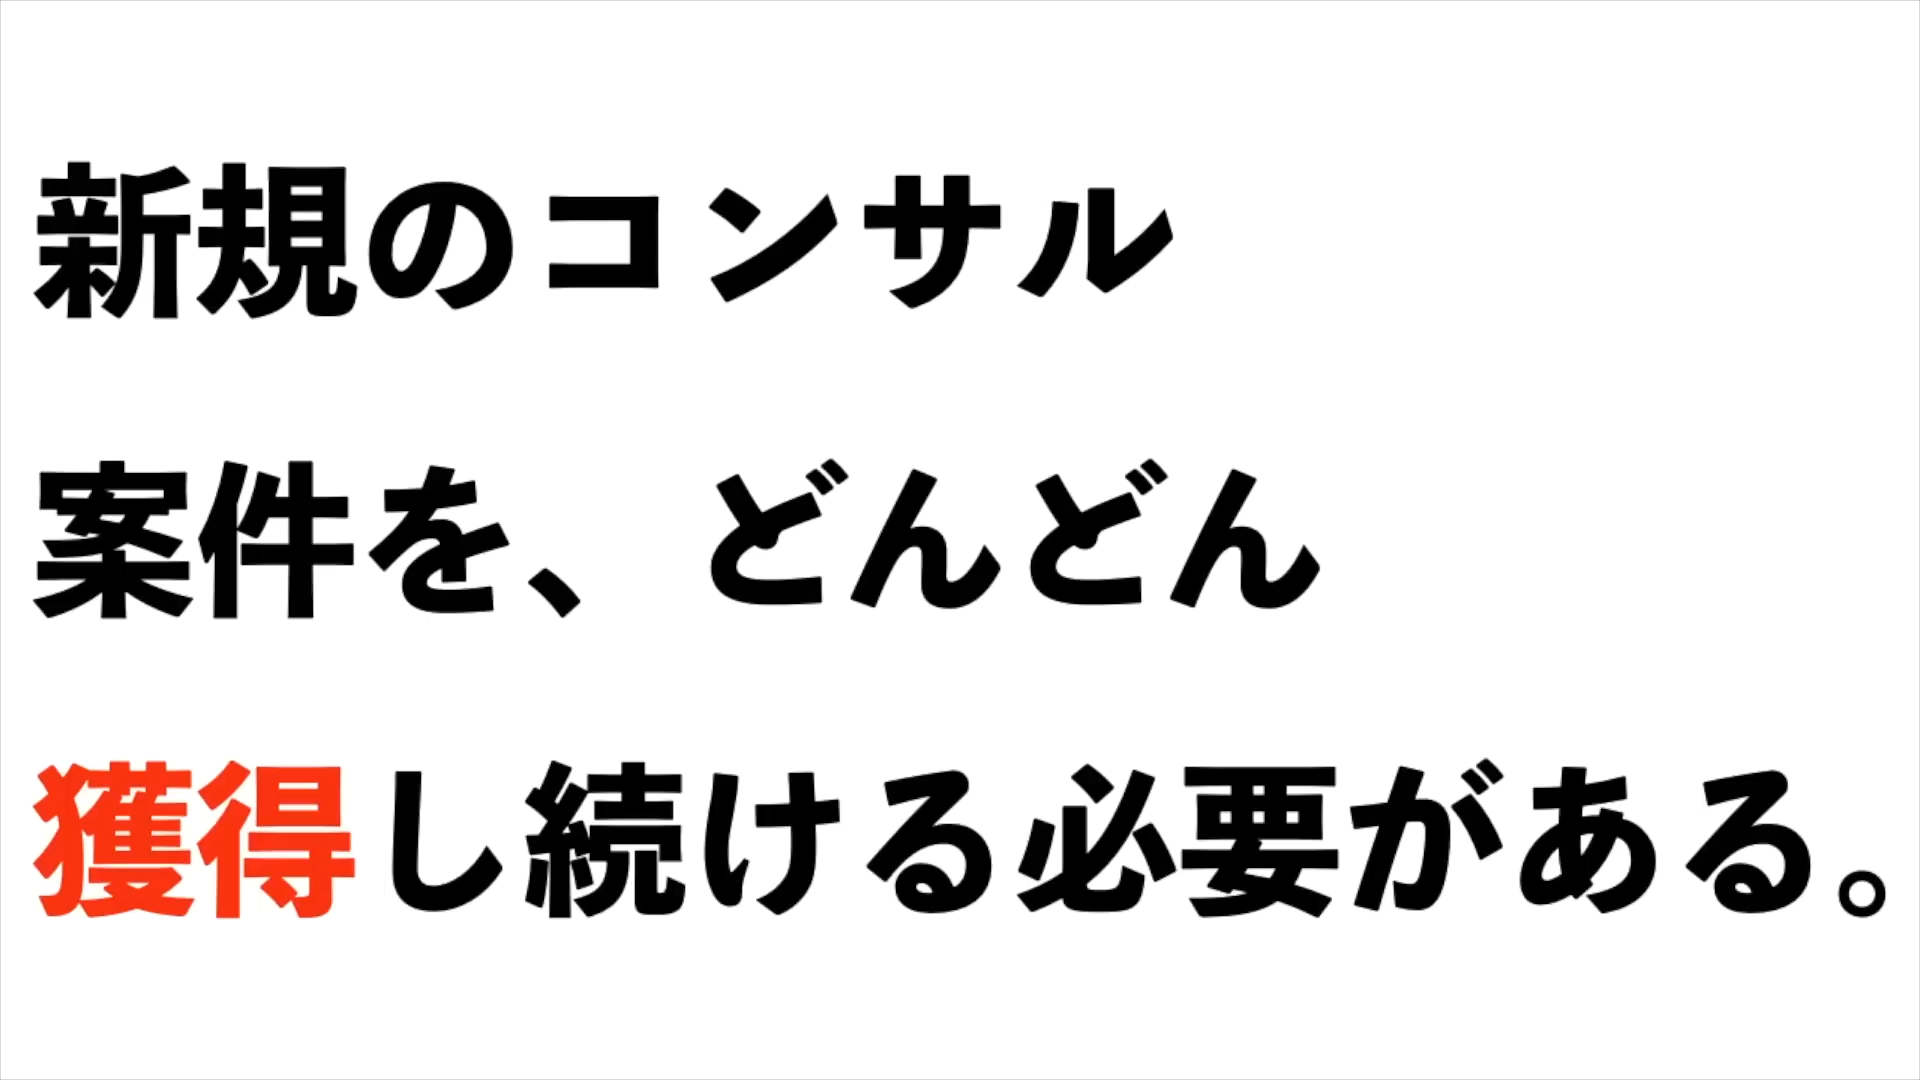 新規のコンサル
案件を、どんどん
獲得し続ける必要がある。